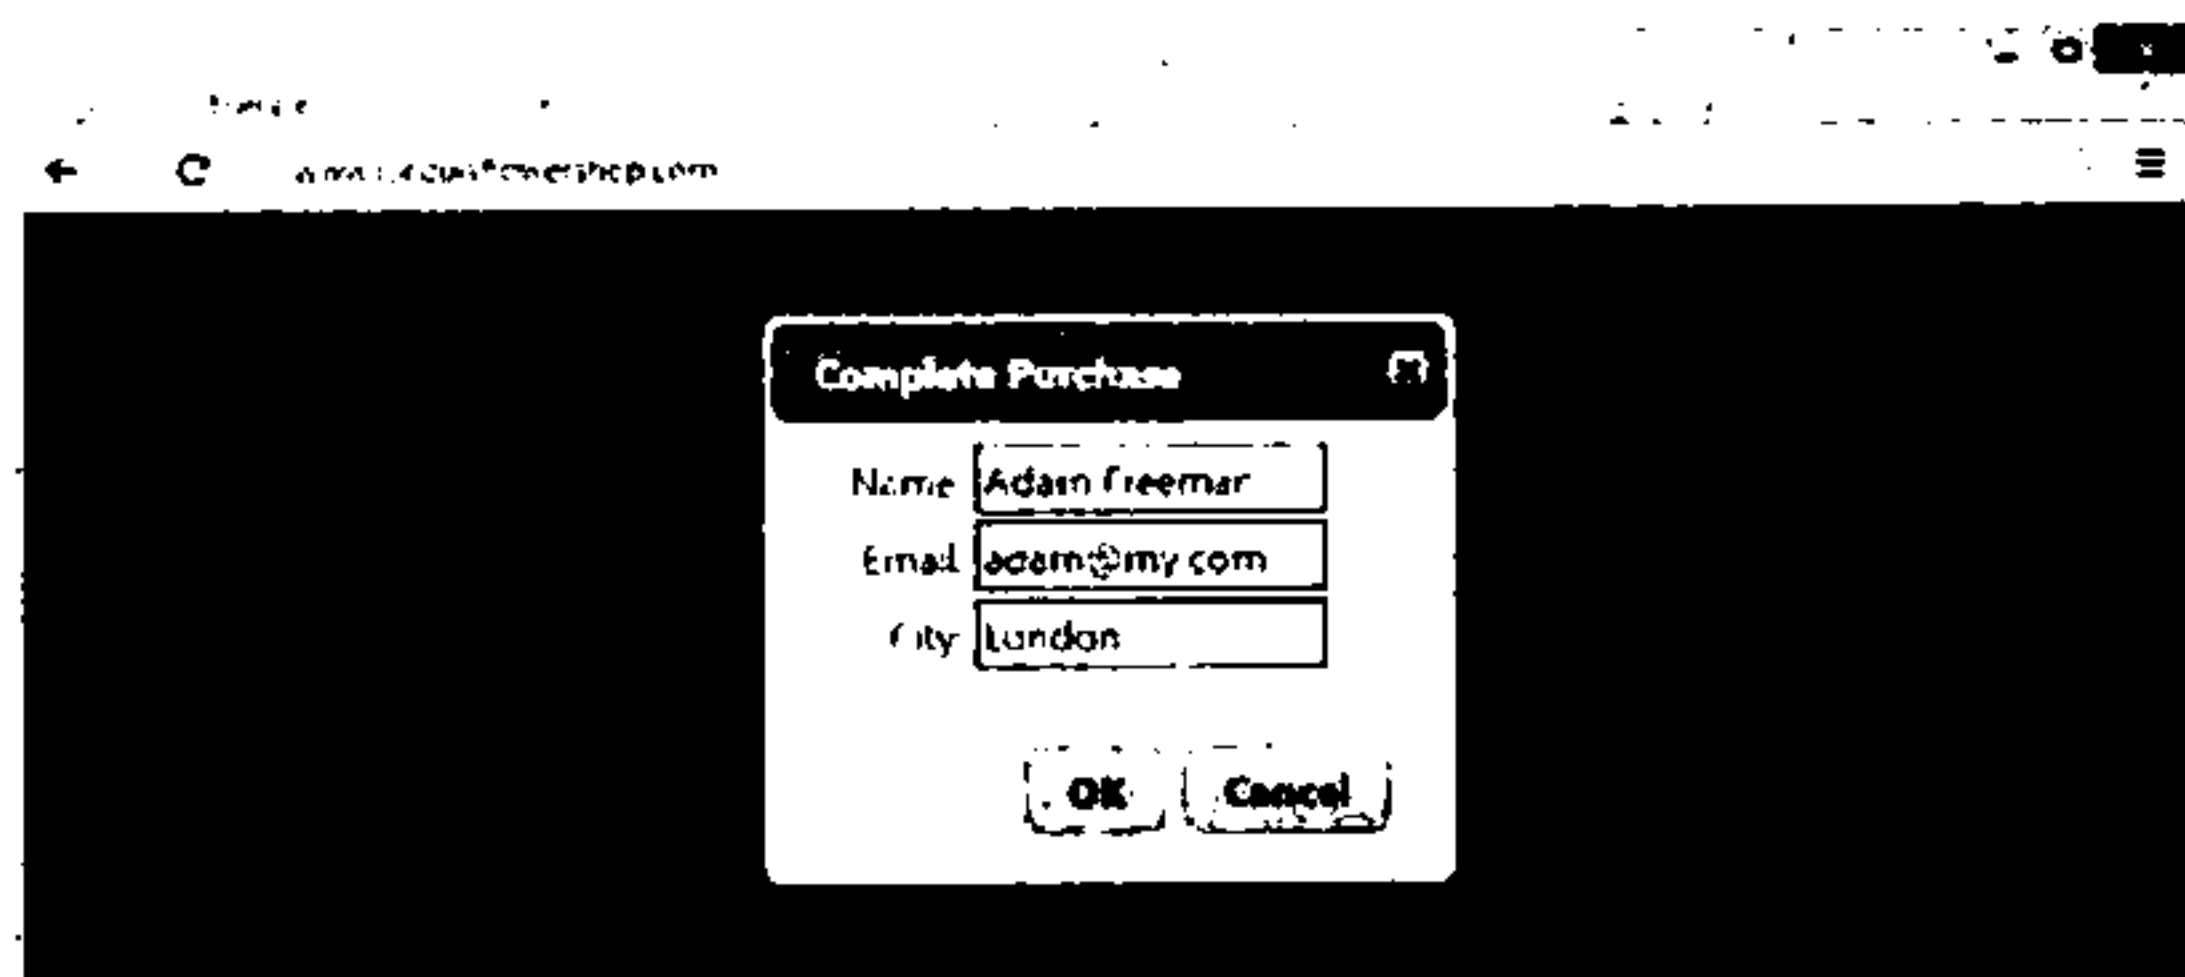 Complete Purchase
Name Adam Freeman
Email adam@my.com
City London
OK Cancel